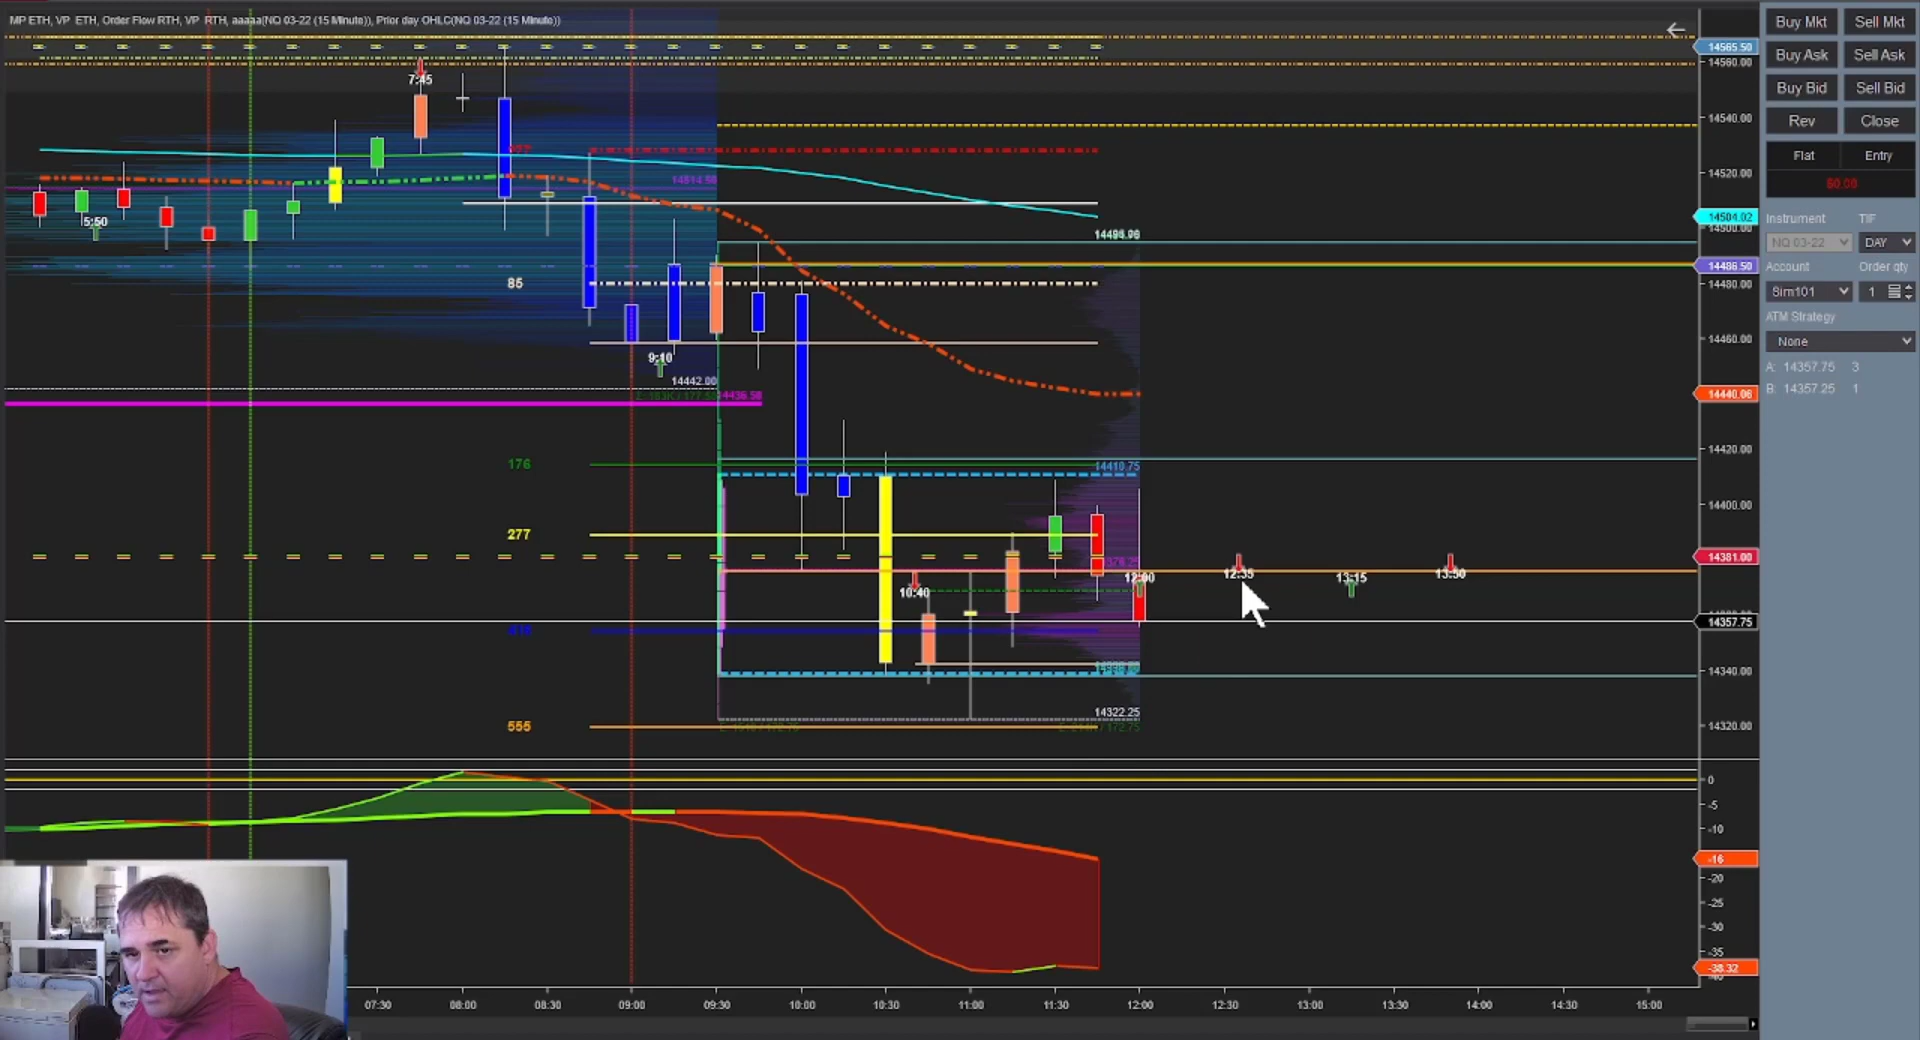 MP ETH, VP ETH, Order Flow RTH, VP RTH, aaaaa(NQ 03-22 (15 Minute)), Prior day OHLC(NQ 03-22 (15 Minute))
Buy Mkt Sell Mkt
Buy Ask Sell Ask
Buy Bid Sell Bid
Rev Close
Flat Entry
Instrument TIF
NQ 03-22 DAY
Account Order qty
Sim101 1
ATM Strategy
None
A: 14357.75 3
B: 14357.25 1
14565.50
14560.00
14540.00
14520.00
14504.02
14500.00
14486.50
14480.00
14460.00
14440.06
14420.00
14400.00
14381.00
14357.75
14340.00
14320.00
0
-5
-10
-16
-20
-25
-30
-35
-38.32
7:45
5:50
14514.50
85
9:10
14442.00
14436.50
176
14410.75
277
10:40
12:00
12:35
13:15
13:50
14322.25
555
07:30 08:00 08:30 09:00 09:30 10:00 10:30 11:00 11:30 12:00 12:30 13:00 13:30 14:00 14:30 15:00